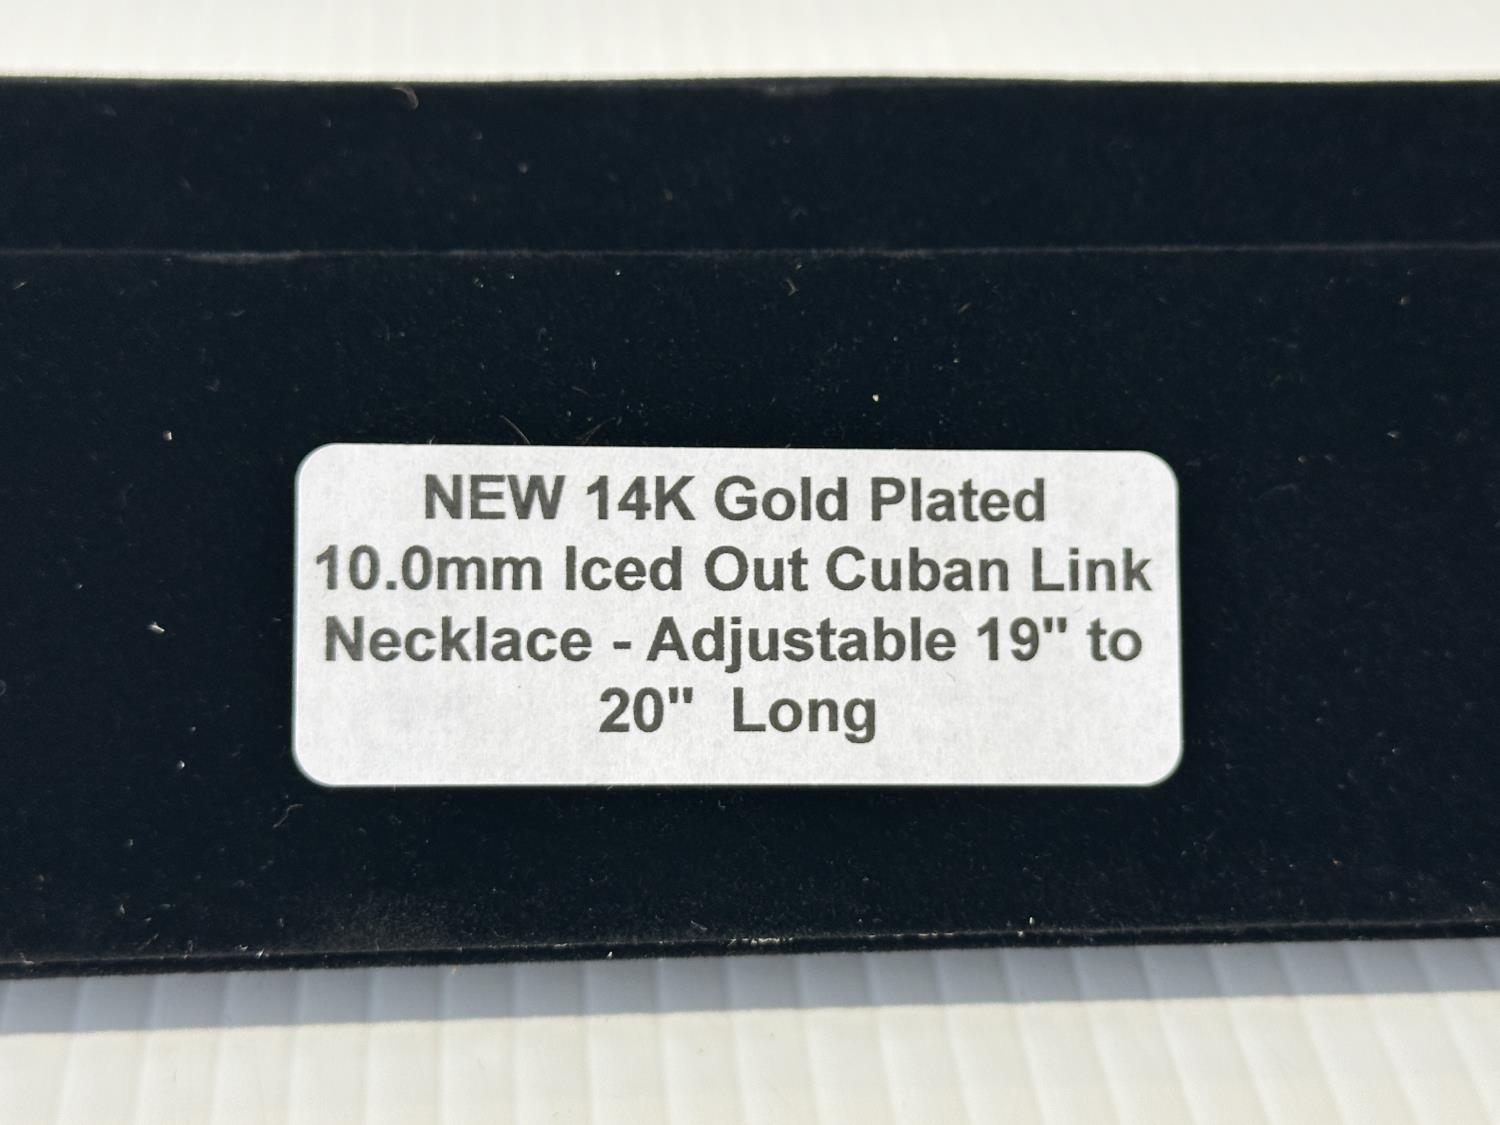 NEW 14K Gold Plated
10.0mm Iced Out Cuban Link
Necklace - Adjustable 19" to
20"  Long